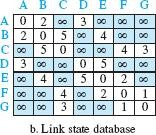 A B C D E F G
A 0 2 ∞ 3 ∞ ∞ ∞
B 2 0 5 ∞ 4 ∞ ∞
C ∞ 5 0 ∞ ∞ 4 3
D 3 ∞ ∞ 0 5 ∞ ∞
E ∞ 4 ∞ 5 0 2 ∞
F ∞ ∞ 4 ∞ 2 0 1
G ∞ ∞ 3 ∞ ∞ 1 0
b. Link state database